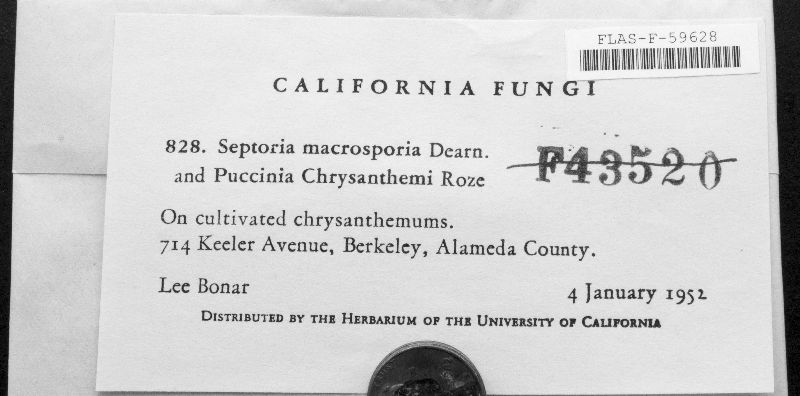 FLAS-F-59628
CALIFORNIA FUNGI
828. Septoria macrosporia Dearn.
and Puccinia Chrysanthemi Roze
F43520
On cultivated chrysanthemums.
714 Keeler Avenue, Berkeley, Alameda County.
Lee Bonar 4 January 1952
DISTRIBUTED BY THE HERBARIUM OF THE UNIVERSITY OF CALIFORNIA